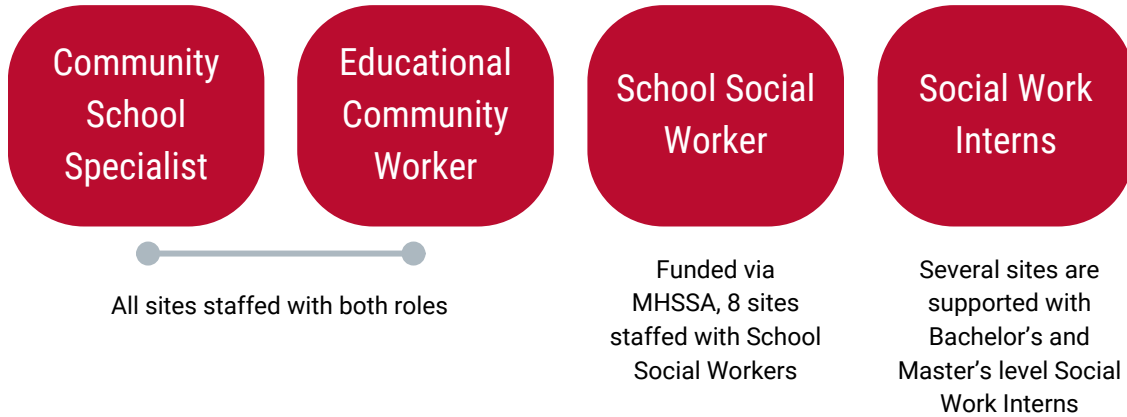 Community
School
Specialist
Educational
Community
Worker
School Social
Worker
Social Work
Interns
All sites staffed with both roles
Funded via
MHSSA, 8 sites
staffed with School
Social Workers
Several sites are
supported with
Bachelor’s and
Master’s level Social
Work Interns